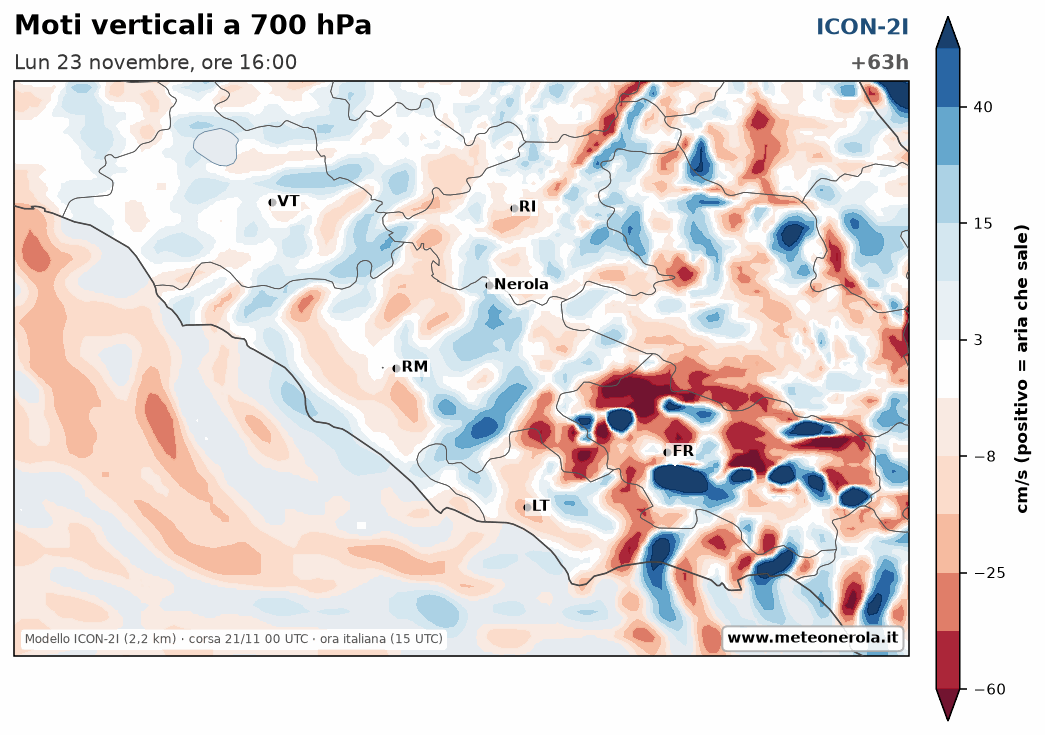 Moti verticali a 700 hPa
ICON-2I
Lun 23 novembre, ore 16:00
+63h
VT
RI
Nerola
RM
FR
LT
Modello ICON-2I (2,2 km) · corsa 21/11 00 UTC · ora italiana (15 UTC)
www.meteonerola.it
40
15
3
−8
−25
−60
cm/s (positivo = aria che sale)